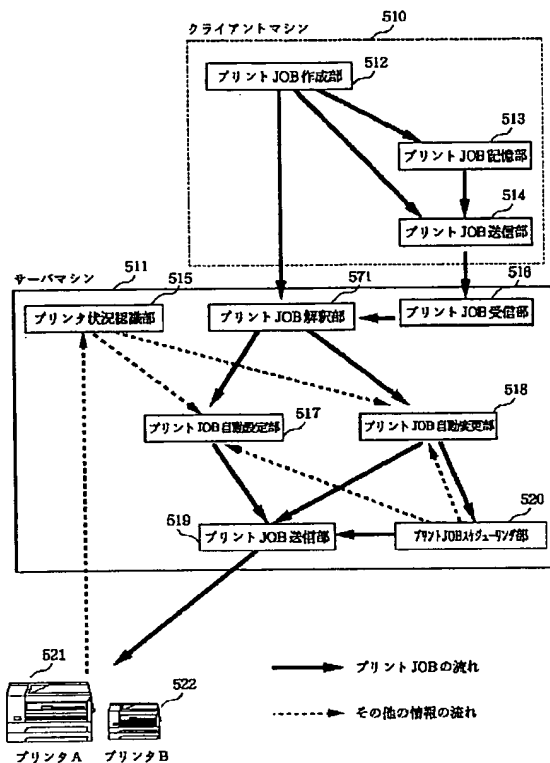 クライアントマシン
510
プリントJOB作成部
512
513
プリントJOB記憶部
514
プリントJOB送信部
サーバマシン
511
515
571
516
プリンタ状況認識部
プリントJOB解釈部
プリントJOB受信部
518
プリントJOB自動設定部
517
プリントJOB自動変更部
520
519
プリントJOB送信部
プリントJOBスケジューリング部
521
522
プリンタA
プリンタB
プリントJOBの流れ
その他の情報の流れ